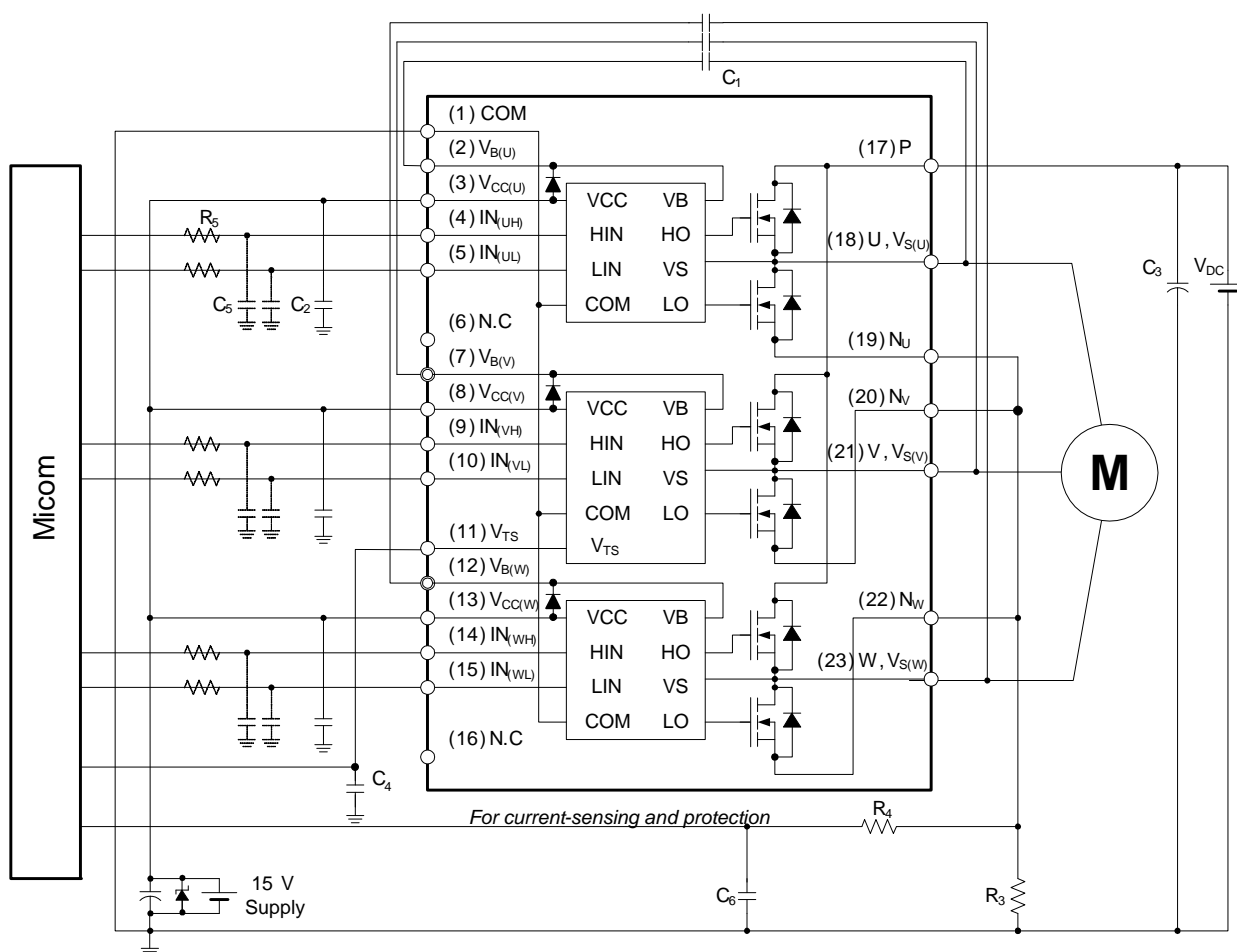 C1
Micom
R5
C5
C2
(1) COM
(2) VB(U)
(3) VCC(U)
(4) IN(UH)
(5) IN(UL)
(6) N.C
(7) VB(V)
(8) VCC(V)
(9) IN(VH)
(10) IN(VL)
(11) VTS
(12) VB(W)
(13) VCC(W)
(14) IN(WH)
(15) IN(WL)
(16) N.C
VCC VB
HIN HO
LIN VS
COM LO
VCC VB
HIN HO
LIN VS
COM LO
VTS
VCC VB
HIN HO
LIN VS
COM LO
(17) P
(18) U , VS(U)
(19) NU
(20) NV
(21) V , VS(V)
(22) NW
(23) W , VS(W)
C3
VDC
M
C4
For current-sensing and protection
R4
15 V
Supply
C6
R3